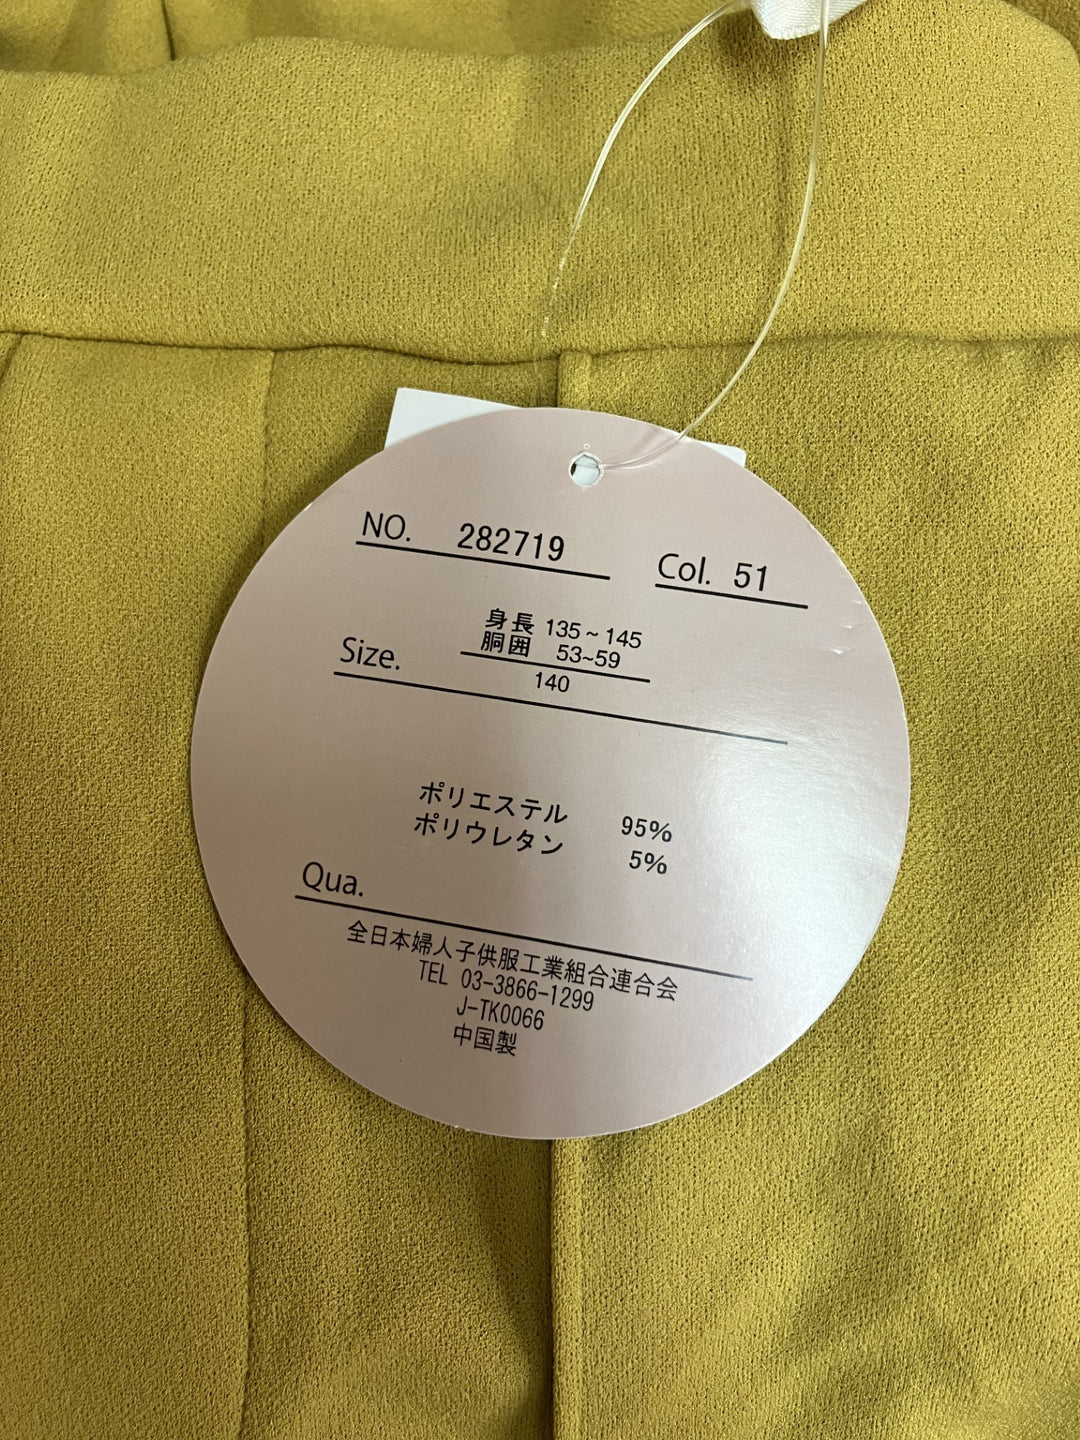 NO. 282719 Col. 51
身長 135~145
胴囲 53~59
Size. 140
ポリエステル 95%
ポリウレタン 5%
Qua.
全日本婦人子供服工業組合連合会
TEL 03-3866-1299
J-TK0066
中国製